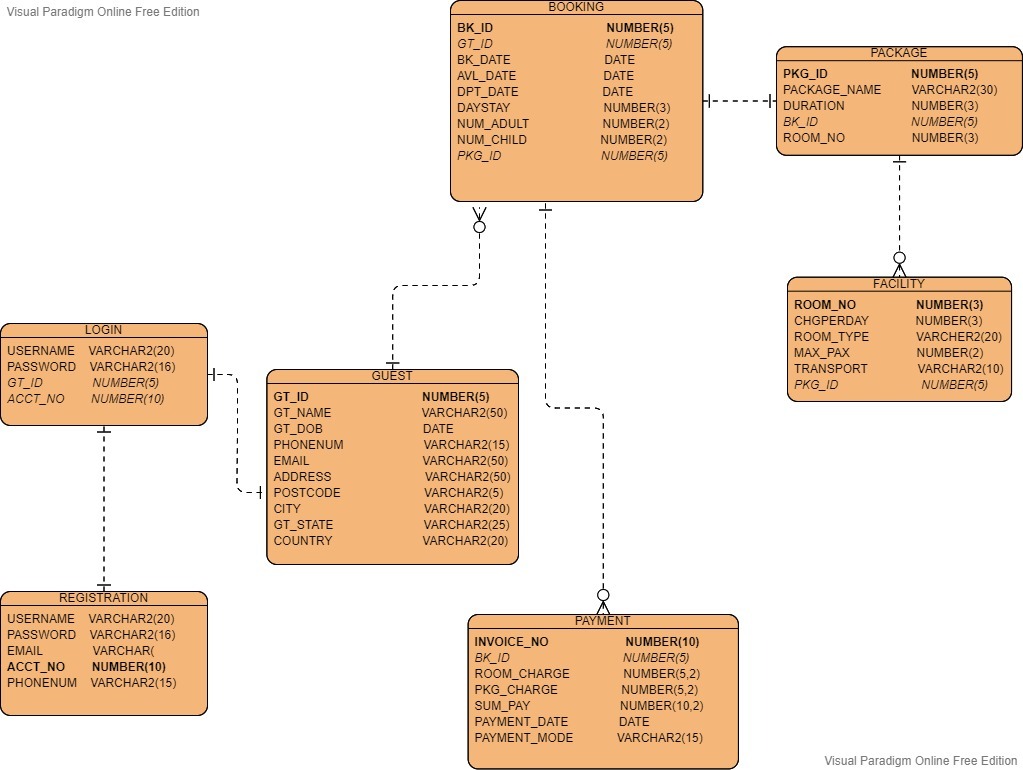 Visual Paradigm Online Free Edition
BOOKING
BK_ID NUMBER(5)
GT_ID NUMBER(5)
BK_DATE DATE
AVL_DATE DATE
DPT_DATE DATE
DAYSTAY NUMBER(3)
NUM_ADULT NUMBER(2)
NUM_CHILD NUMBER(2)
PKG_ID NUMBER(5)
PACKAGE
PKG_ID NUMBER(5)
PACKAGE_NAME VARCHAR2(30)
DURATION NUMBER(3)
BK_ID NUMBER(5)
ROOM_NO NUMBER(3)
FACILITY
ROOM_NO NUMBER(3)
CHGPERDAY NUMBER(3)
ROOM_TYPE VARCHER2(20)
MAX_PAX NUMBER(2)
TRANSPORT VARCHAR2(10)
PKG_ID NUMBER(5)
LOGIN
USERNAME VARCHAR2(20)
PASSWORD VARCHAR2(16)
GT_ID NUMBER(5)
ACCT_NO NUMBER(10)
GUEST
GT_ID NUMBER(5)
GT_NAME VARCHAR2(50)
GT_DOB DATE
PHONENUM VARCHAR2(15)
EMAIL VARCHAR2(50)
ADDRESS VARCHAR2(50)
POSTCODE VARCHAR2(5)
CITY VARCHAR2(20)
GT_STATE VARCHAR2(25)
COUNTRY VARCHAR2(20)
REGISTRATION
USERNAME VARCHAR2(20)
PASSWORD VARCHAR2(16)
EMAIL VARCHAR(
ACCT_NO NUMBER(10)
PHONENUM VARCHAR2(15)
PAYMENT
INVOICE_NO NUMBER(10)
BK_ID NUMBER(5)
ROOM_CHARGE NUMBER(5,2)
PKG_CHARGE NUMBER(5,2)
SUM_PAY NUMBER(10,2)
PAYMENT_DATE DATE
PAYMENT_MODE VARCHAR2(15)
Visual Paradigm Online Free Edition